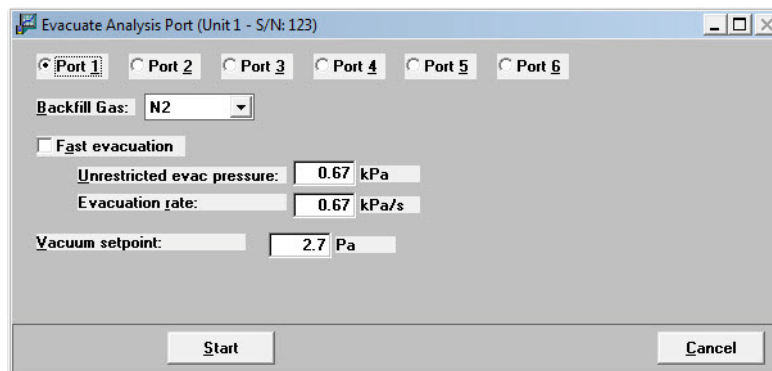 Evacuate Analysis Port (Unit 1 - S/N: 123)
Port 1 Port 2 Port 3 Port 4 Port 5 Port 6
Backfill Gas: N2
Fast evacuation
Unrestricted evac pressure: 0.67 kPa
Evacuation rate: 0.67 kPa/s
Vacuum setpoint: 2.7 Pa
Start Cancel